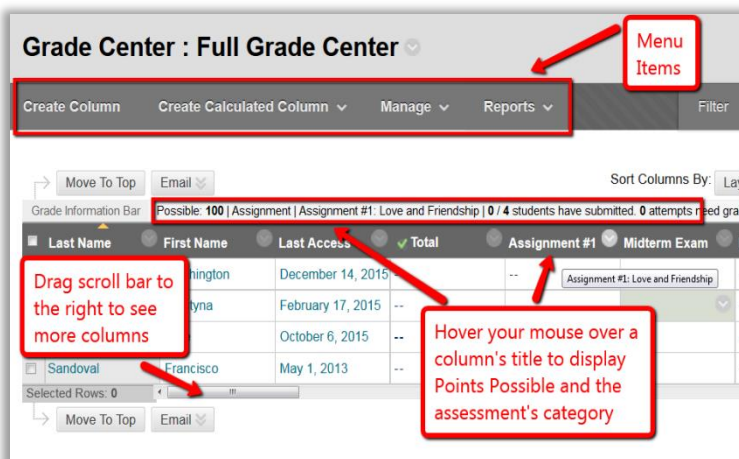 Grade Center : Full Grade Center
Menu
Items
Create Column Create Calculated Column Manage Reports Filter
Move To Top Email Sort Columns By: Lay
Grade Information Bar Possible: 100 | Assignment | Assignment #1: Love and Friendship | 0 / 4 students have submitted. 0 attempts need gra
Last Name First Name Last Access Total Assignment #1 Midterm Exam
hington December 14, 2015 -- -- Assignment #1: Love and Friendship
Drag scroll bar to
the right to see
more columns
tyna February 17, 2015 --
October 6, 2015 --
Hover your mouse over a
column's title to display
Points Possible and the
assessment's category
Sandoval Francisco May 1, 2013 --
Selected Rows: 0
Move To Top Email